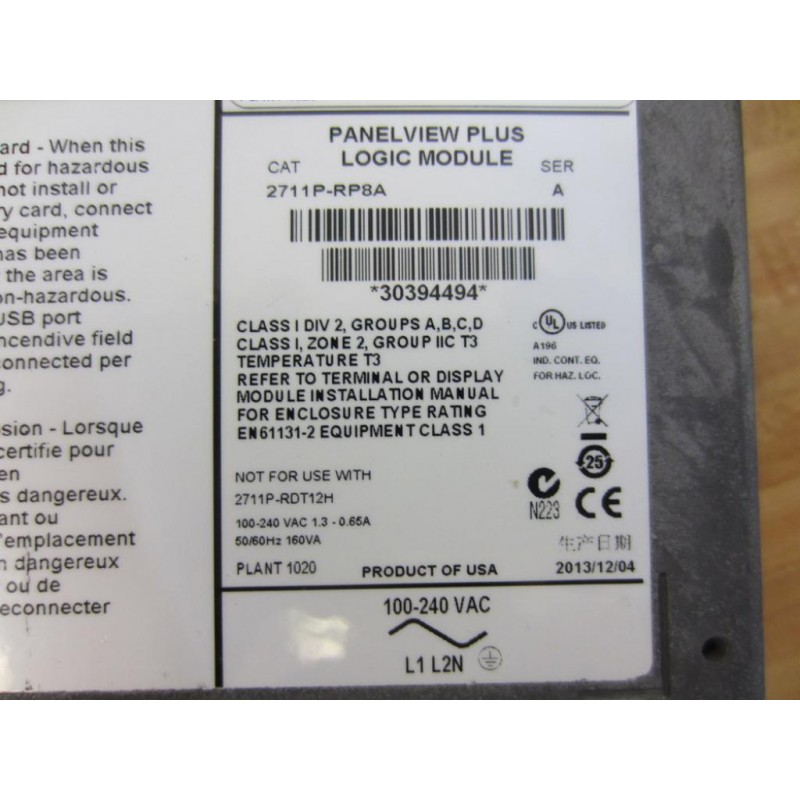 ard - When this
d for hazardous
not install or
ry card, connect
equipment
has been
the area is
on-hazardous.
USB port
incendive field
connected per
g.
sion - Lorsque
certifie pour
en
s dangereux.
ant ou
'emplacement
n dangereux
ou de
econnecter
PANELVIEW PLUS
LOGIC MODULE
CAT
SER
2711P-RP8A
A
*30394494*
CLASS I DIV 2, GROUPS A,B,C,D
CLASS I, ZONE 2, GROUP IIC T3
TEMPERATURE T3
REFER TO TERMINAL OR DISPLAY
MODULE INSTALLATION MANUAL
FOR ENCLOSURE TYPE RATING
EN61131-2 EQUIPMENT CLASS 1
C UL US LISTED
A196
IND. CONT. EQ.
FOR HAZ. LOC.
25
NOT FOR USE WITH
2711P-RDT12H
100-240 VAC 1.3 - 0.65A
50/60Hz 160VA
N223
CE
生产日期
PLANT 1020
PRODUCT OF USA
2013/12/04
100-240 VAC
L1 L2N